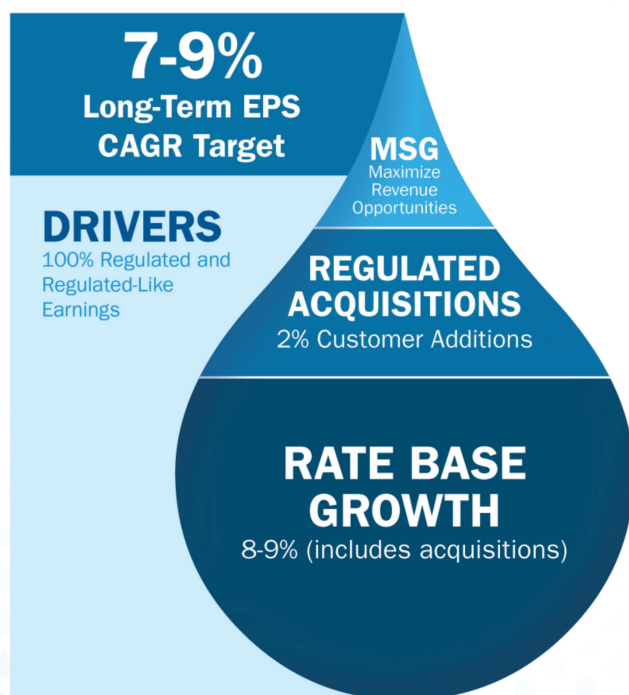 7-9%
Long-Term EPS
CAGR Target
DRIVERS
100% Regulated and
Regulated-Like
Earnings
MSG
Maximize
Revenue
Opportunities
REGULATED
ACQUISITIONS
2% Customer Additions
RATE BASE
GROWTH
8-9% (includes acquisitions)